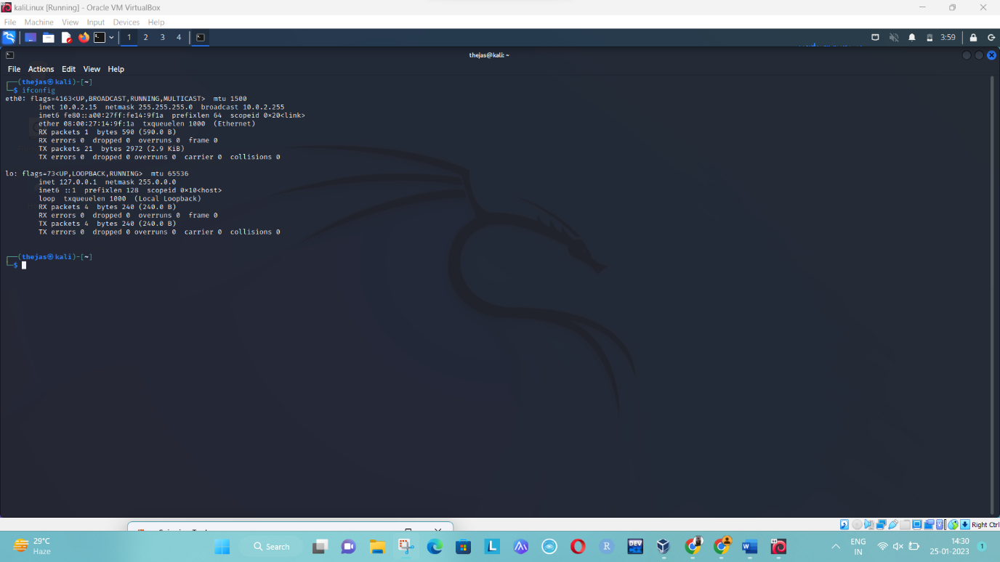 kaliLinux [Running] - Oracle VM VirtualBox
File Machine View Input Devices Help
1 2 3 4
3:59
thejas@kali: ~
File Actions Edit View Help
┌──(thejas㉿kali)-[~]
└─$ ifconfig
eth0: flags=4163<UP,BROADCAST,RUNNING,MULTICAST> mtu 1500
inet 10.0.2.15 netmask 255.255.255.0 broadcast 10.0.2.255
inet6 fe80::a00:27ff:fe14:9f1a prefixlen 64 scopeid 0×20<link>
ether 08:00:27:14:9f:1a txqueuelen 1000 (Ethernet)
RX packets 1 bytes 590 (590.0 B)
RX errors 0 dropped 0 overruns 0 frame 0
TX packets 21 bytes 2972 (2.9 KiB)
TX errors 0 dropped 0 overruns 0 carrier 0 collisions 0
lo: flags=73<UP,LOOPBACK,RUNNING> mtu 65536
inet 127.0.0.1 netmask 255.0.0.0
inet6 ::1 prefixlen 128 scopeid 0×10<host>
loop txqueuelen 1000 (Local Loopback)
RX packets 4 bytes 240 (240.0 B)
RX errors 0 dropped 0 overruns 0 frame 0
TX packets 4 bytes 240 (240.0 B)
TX errors 0 dropped 0 overruns 0 carrier 0 collisions 0
┌──(thejas㉿kali)-[~]
└─$
Right Ctrl
29°C
Haze
Search
L
R
DEV
ENG
IN
14:30
25-01-2023
1